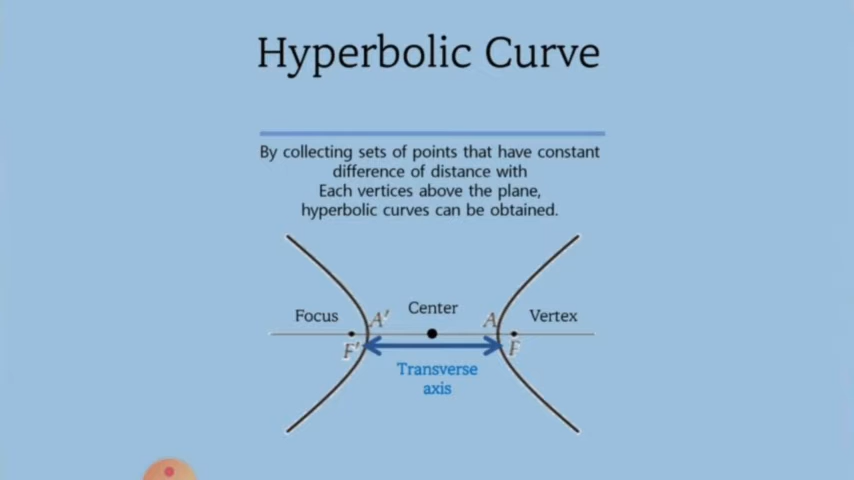 Hyperbolic Curve
By collecting sets of points that have constant
difference of distance with
Each vertices above the plane,
hyperbolic curves can be obtained.
Focus
A'
Center
A
Vertex
F'
F
Transverse
axis